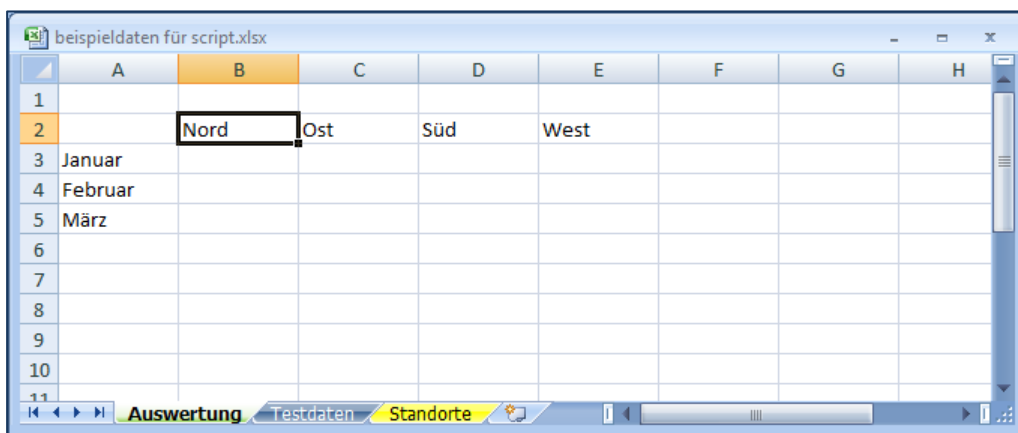 beispieldaten für script.xlsx
A B C D E F G H
1
2 Nord Ost Süd West
3 Januar
4 Februar
5 März
6
7
8
9
10
11
Auswertung Testdaten Standorte